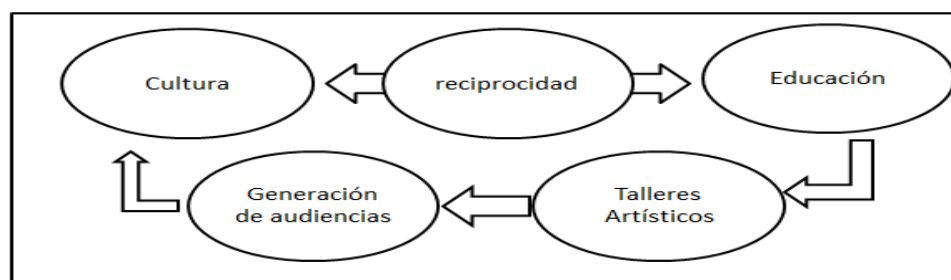 Cultura
reciprocidad
Educación
Generación
de audiencias
Talleres
Artísticos